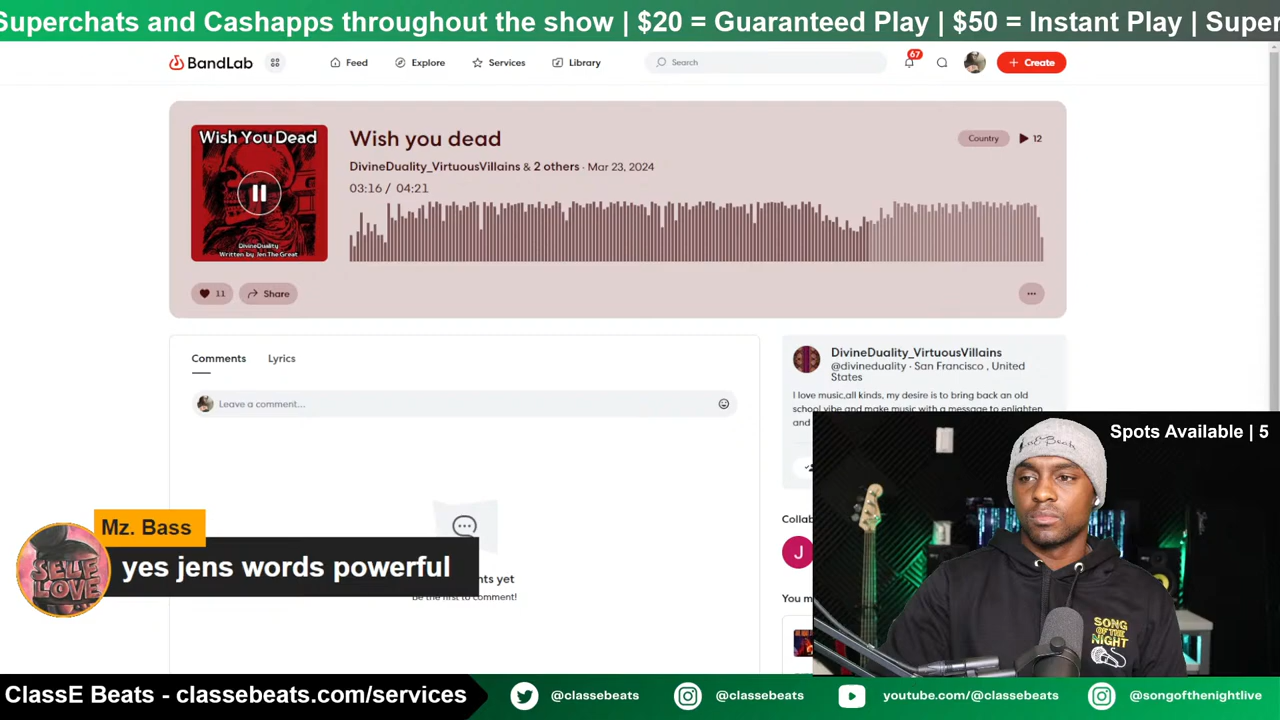 Superchats and Cashapps throughout the show | $20 = Guaranteed Play | $50 = Instant Play | Super
BandLab
Feed
Explore
Services
Library
Search
67
+ Create
Wish You Dead
DivineDuality
Written by Jen The Great
Wish you dead
DivineDuality_VirtuousVillains & 2 others · Mar 23, 2024
03:16 / 04:21
Country
12
11
Share
Comments
Lyrics
Leave a comment...
DivineDuality_VirtuousVillains
@divineduality · San Francisco , United
States
I love music,all kinds, my desire is to bring back an old
school vibe and make music with a message to enlighten
and
Spots Available | 5
Collab
J
You m
Be the first to comment!
Mz. Bass
yes jens words powerful
SELF
LOVE
SONG
OF THE
NIGHT
ClassE Beats - classebeats.com/services
@classebeats
@classebeats
youtube.com/@classebeats
@songofthenightlive